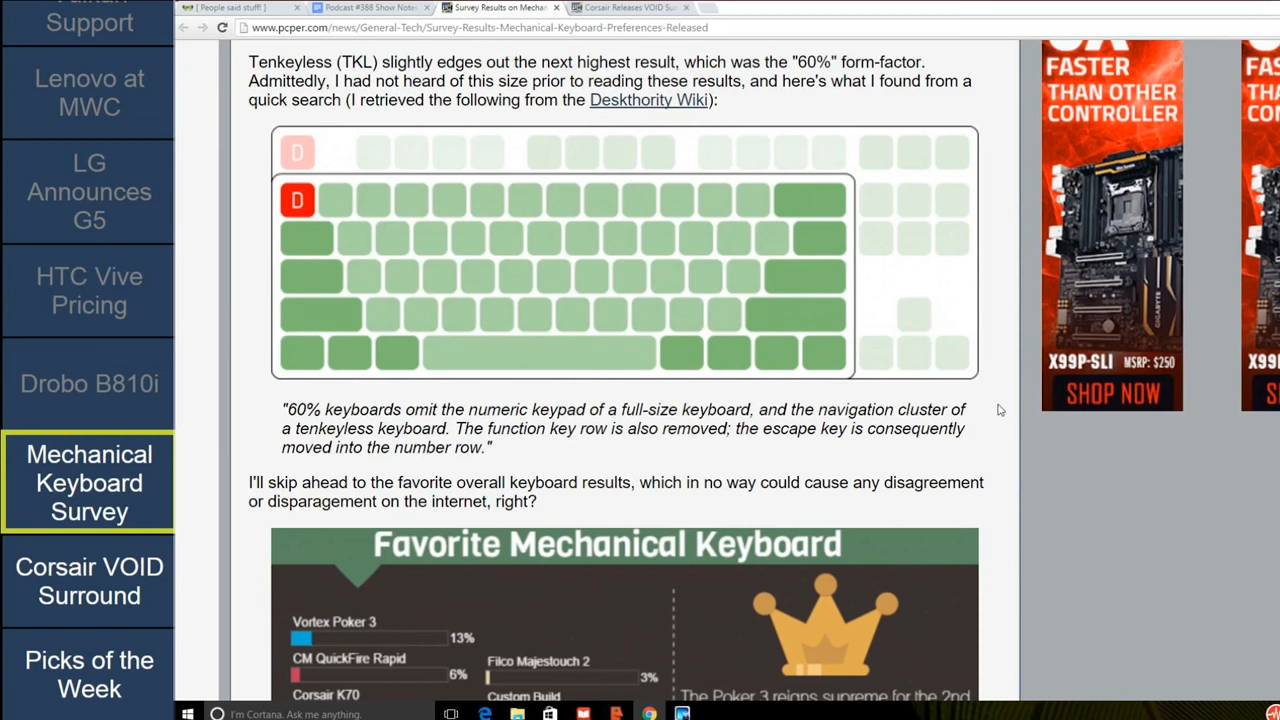 Vulkan
Support
Lenovo at
MWC
LG
Announces
G5
HTC Vive
Pricing
Drobo B810i
Mechanical
Keyboard
Survey
Corsair VOID
Surround
Picks of the
Week
[ People said stuff! ]
Podcast #388 Show Note
Survey Results on Mechan
Corsair Releases VOID Su
www.pcper.com/news/General-Tech/Survey-Results-Mechanical-Keyboard-Preferences-Released
Tenkeyless (TKL) slightly edges out the next highest result, which was the "60%" form-factor.
Admittedly, I had not heard of this size prior to reading these results, and here's what I found from a
quick search (I retrieved the following from the Deskthority Wiki):
D
D
"60% keyboards omit the numeric keypad of a full-size keyboard, and the navigation cluster of
a tenkeyless keyboard. The function key row is also removed; the escape key is consequently
moved into the number row."
I'll skip ahead to the favorite overall keyboard results, which in no way could cause any disagreement
or disparagement on the internet, right?
Favorite Mechanical Keyboard
Vortex Poker 3
13%
CM QuickFire Rapid
6%
Corsair K70
Filco Majestouch 2
3%
Custom Build
The Poker 3 reigns supreme for the 2nd
FASTER
THAN OTHER
CONTROLLER
GIGABYTE
X99P-SLI MSRP: $250
SHOP NOW
FAS
THA
CON
X99
I'm Cortana. Ask me anything.